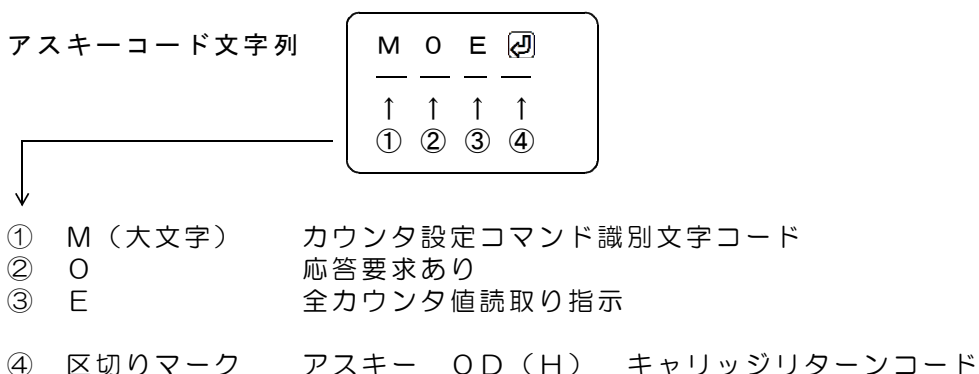 アスキーコード文字列 M 0 E ⏎
↑ ↑ ↑ ↑
① ② ③ ④
① M(大文字) カウンタ設定コマンド識別文字コード
② 0 応答要求あり
③ E 全カウンタ値読取り指示
④ 区切りマーク アスキー 0D(H) キャリッジリターンコード